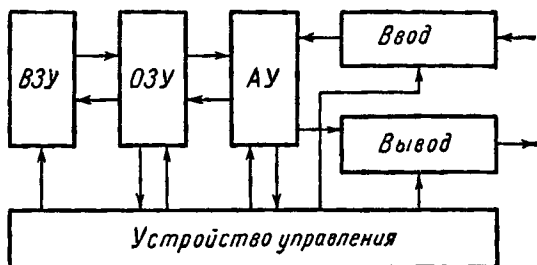 ВЗУ
ОЗУ
АУ
Ввод
Вывод
Устройство управления